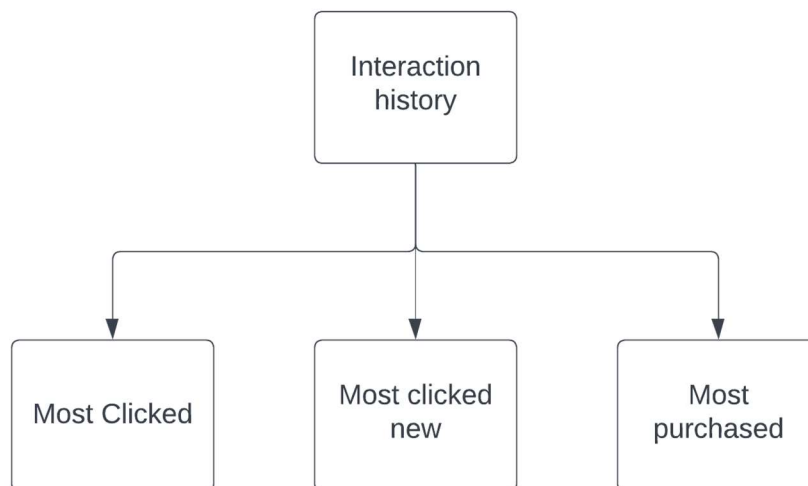 Interaction
history
Most Clicked
Most clicked
new
Most
purchased